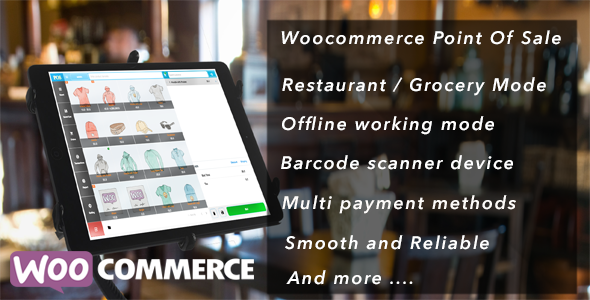 Woocommerce Point Of Sale
Restaurant / Grocery Mode
Offline working mode
Barcode scanner device
Multi payment methods
Smooth and Reliable
And more ....
WOO COMMERCE